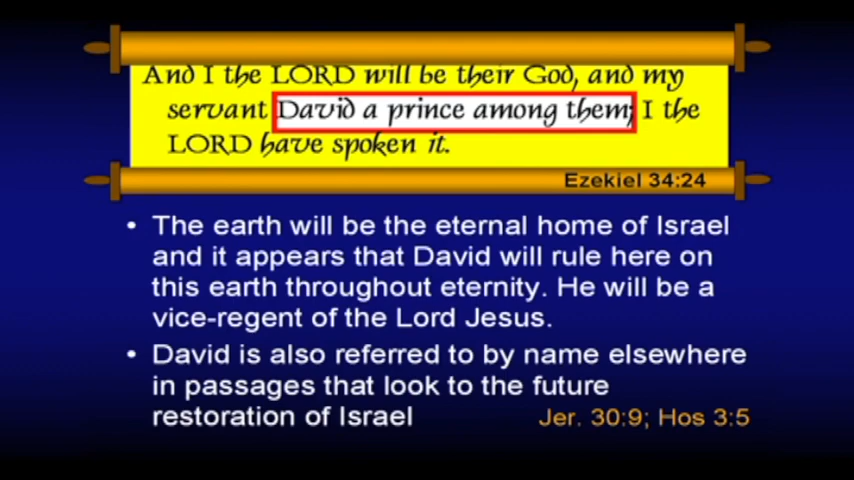 And I the LORD will be their God, and my
servant David a prince among them; I the
LORD have spoken it.
Ezekiel 34:24
• The earth will be the eternal home of Israel
and it appears that David will rule here on
this earth throughout eternity. He will be a
vice-regent of the Lord Jesus.
• David is also referred to by name elsewhere
in passages that look to the future
restoration of Israel Jer. 30:9; Hos 3:5